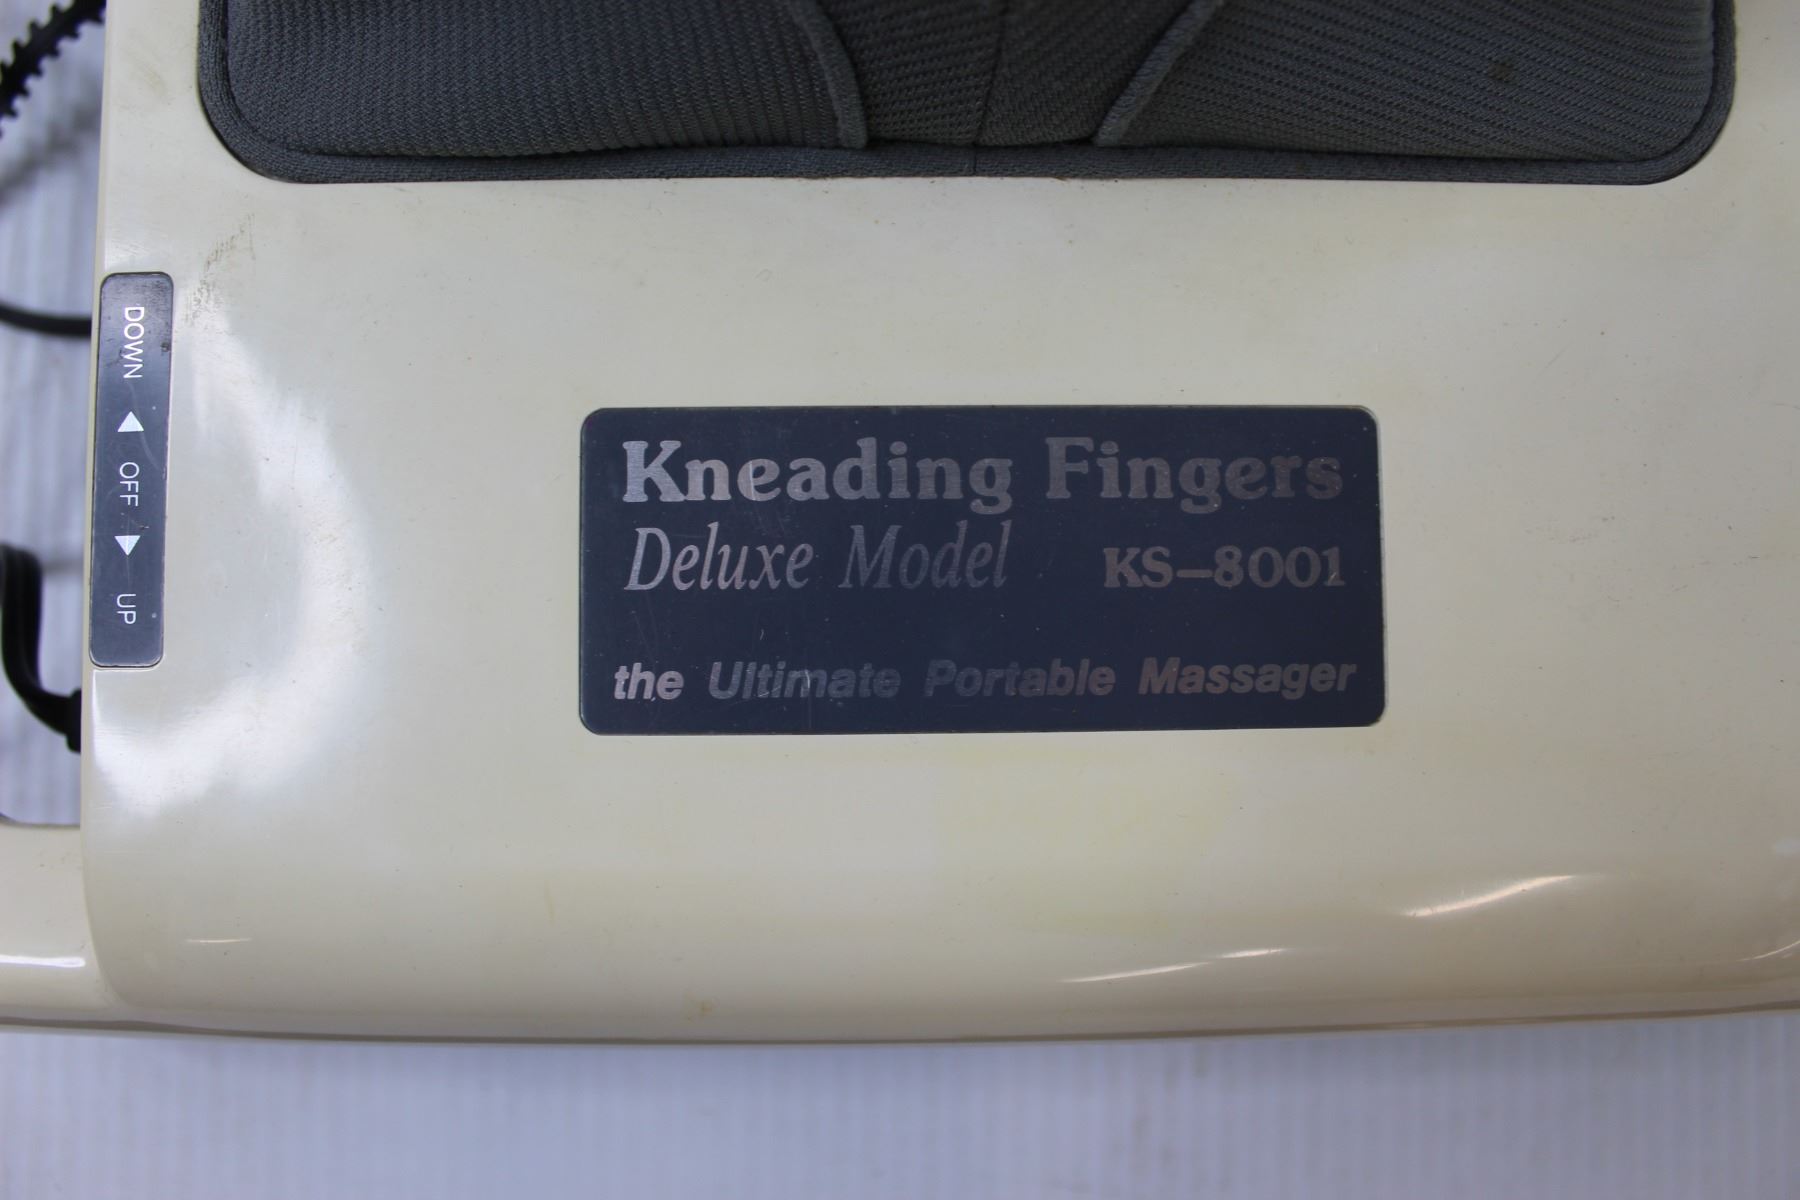 DOWN ◀ OFF ▶ UP
Kneading Fingers
Deluxe Model KS-8001
the Ultimate Portable Massager